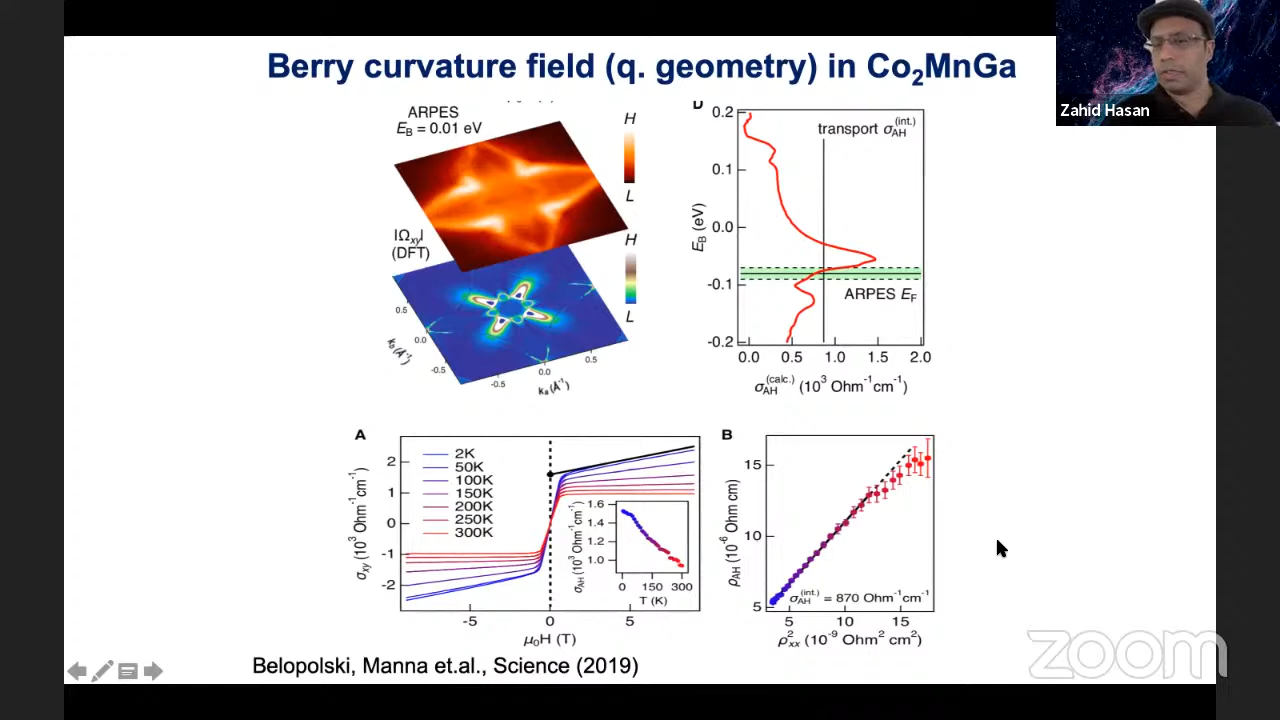 Berry curvature field (q. geometry) in Co₂MnGa
Zahid Hasan
ARPES
E_B = 0.01 eV
H
L
|Ω_xy|
(DFT)
H
L
0.5
0.0
-0.5
k_b (Å⁻¹)
-0.5
0.0
0.5
k_a (Å⁻¹)
D
0.2
0.1
0.0
-0.1
-0.2
E_B (eV)
transport σ_AH^(int.)
ARPES E_F
0.0 0.5 1.0 1.5 2.0
σ_AH^(calc.) (10³ Ohm⁻¹cm⁻¹)
A
2
1
0
-1
-2
σ_xy (10³ Ohm⁻¹cm⁻¹)
2K
50K
100K
150K
200K
250K
300K
1.6
1.4
1.2
1.0
σ_AH (10³ Ohm⁻¹cm⁻¹)
0 150 300
T (K)
-5 0 5
μ₀H (T)
B
15
10
5
ρ_AH (10⁻⁶ Ohm cm)
σ_AH^(int.) = 870 Ohm⁻¹cm⁻¹
5 10 15
ρ²_xx (10⁻⁹ Ohm² cm²)
zoom
Belopolski, Manna et.al., Science (2019)